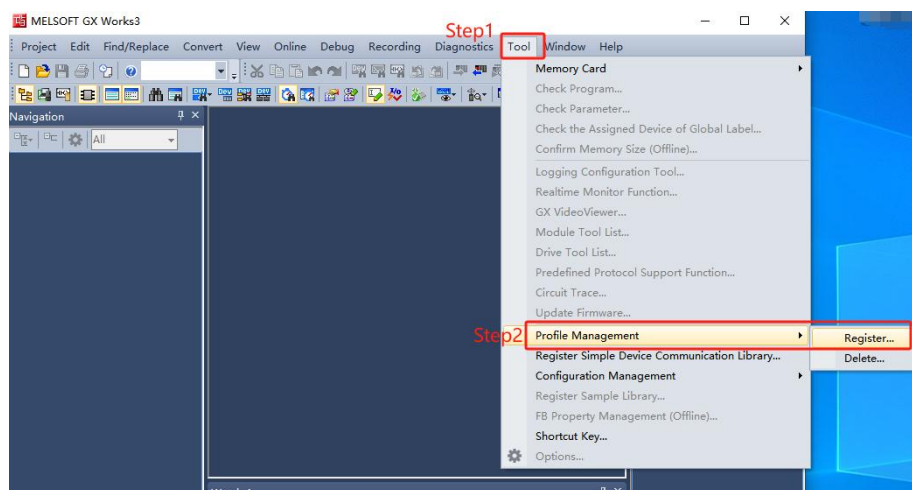 MELSOFT GX Works3
Step1
Project Edit Find/Replace Convert View Online Debug Recording Diagnostics Tool Window Help
Navigation
All
Memory Card
Check Program...
Check Parameter...
Check the Assigned Device of Global Label...
Confirm Memory Size (Offline)...
Logging Configuration Tool...
Realtime Monitor Function...
GX VideoViewer...
Module Tool List...
Drive Tool List...
Predefined Protocol Support Function...
Circuit Trace...
Update Firmware...
Step2 Profile Management
Register...
Register Simple Device Communication Library...
Delete...
Configuration Management
Register Sample Library...
FB Property Management (Offline)...
Shortcut Key...
Options...